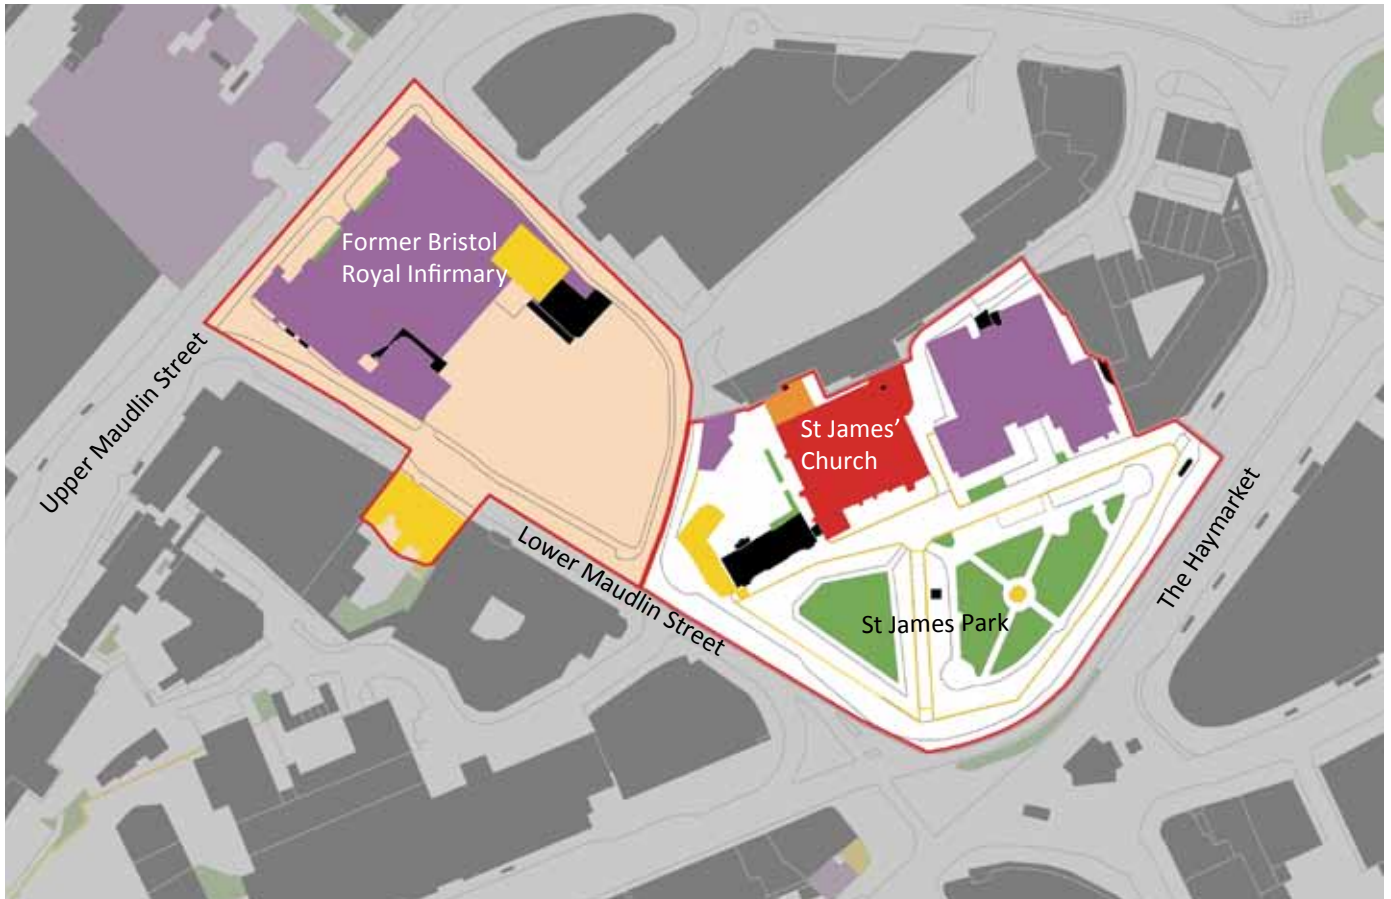 Former Bristol
Royal Infirmary
Upper Maudlin Street
St James’
Church
Lower Maudlin Street
St James Park
The Haymarket